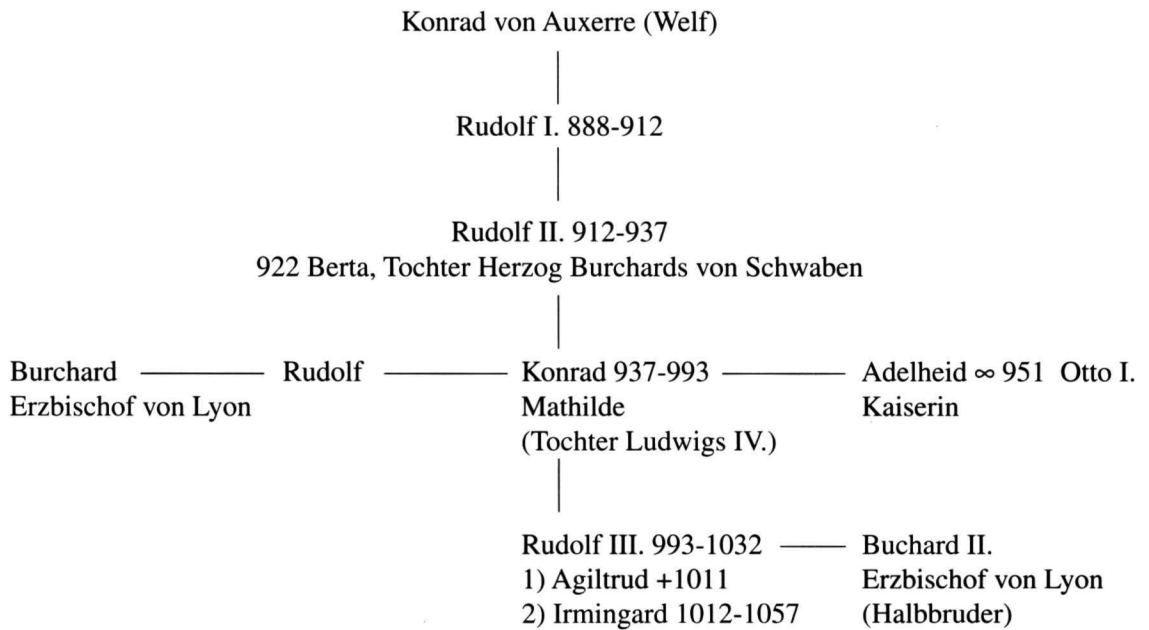 Konrad von Auxerre (Welf)
Rudolf I. 888-912
Rudolf II. 912-937
922 Berta, Tochter Herzog Burchards von Schwaben
Burchard Rudolf Konrad 937-993 Adelheid ∞ 951 Otto I.
Erzbischof von Lyon Mathilde Kaiserin
(Tochter Ludwigs IV.)
Rudolf III. 993-1032 Buchard II.
1) Agiltrud +1011 Erzbischof von Lyon
2) Irmingard 1012-1057 (Halbbruder)